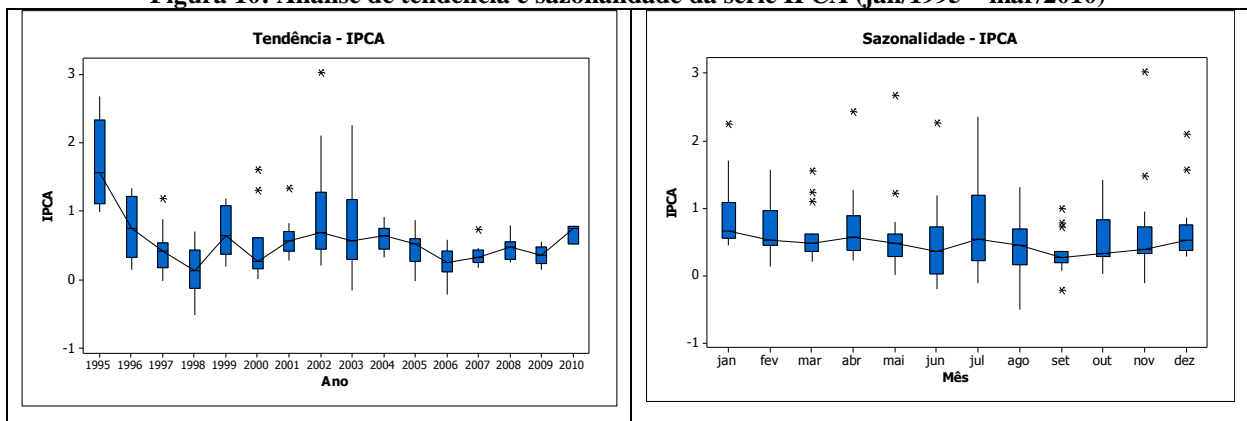 Figura 10: Análise de tendência e sazonalidade da série IPCA (jan/1995 – mar/2010)
Tendência - IPCA
3
2
1
0
-1
IPCA
1995 1996 1997 1998 1999 2000 2001 2002 2003 2004 2005 2006 2007 2008 2009 2010
Ano
Sazonalidade - IPCA
3
2
1
0
-1
IPCA
jan fev mar abr mai jun jul ago set out nov dez
Mês